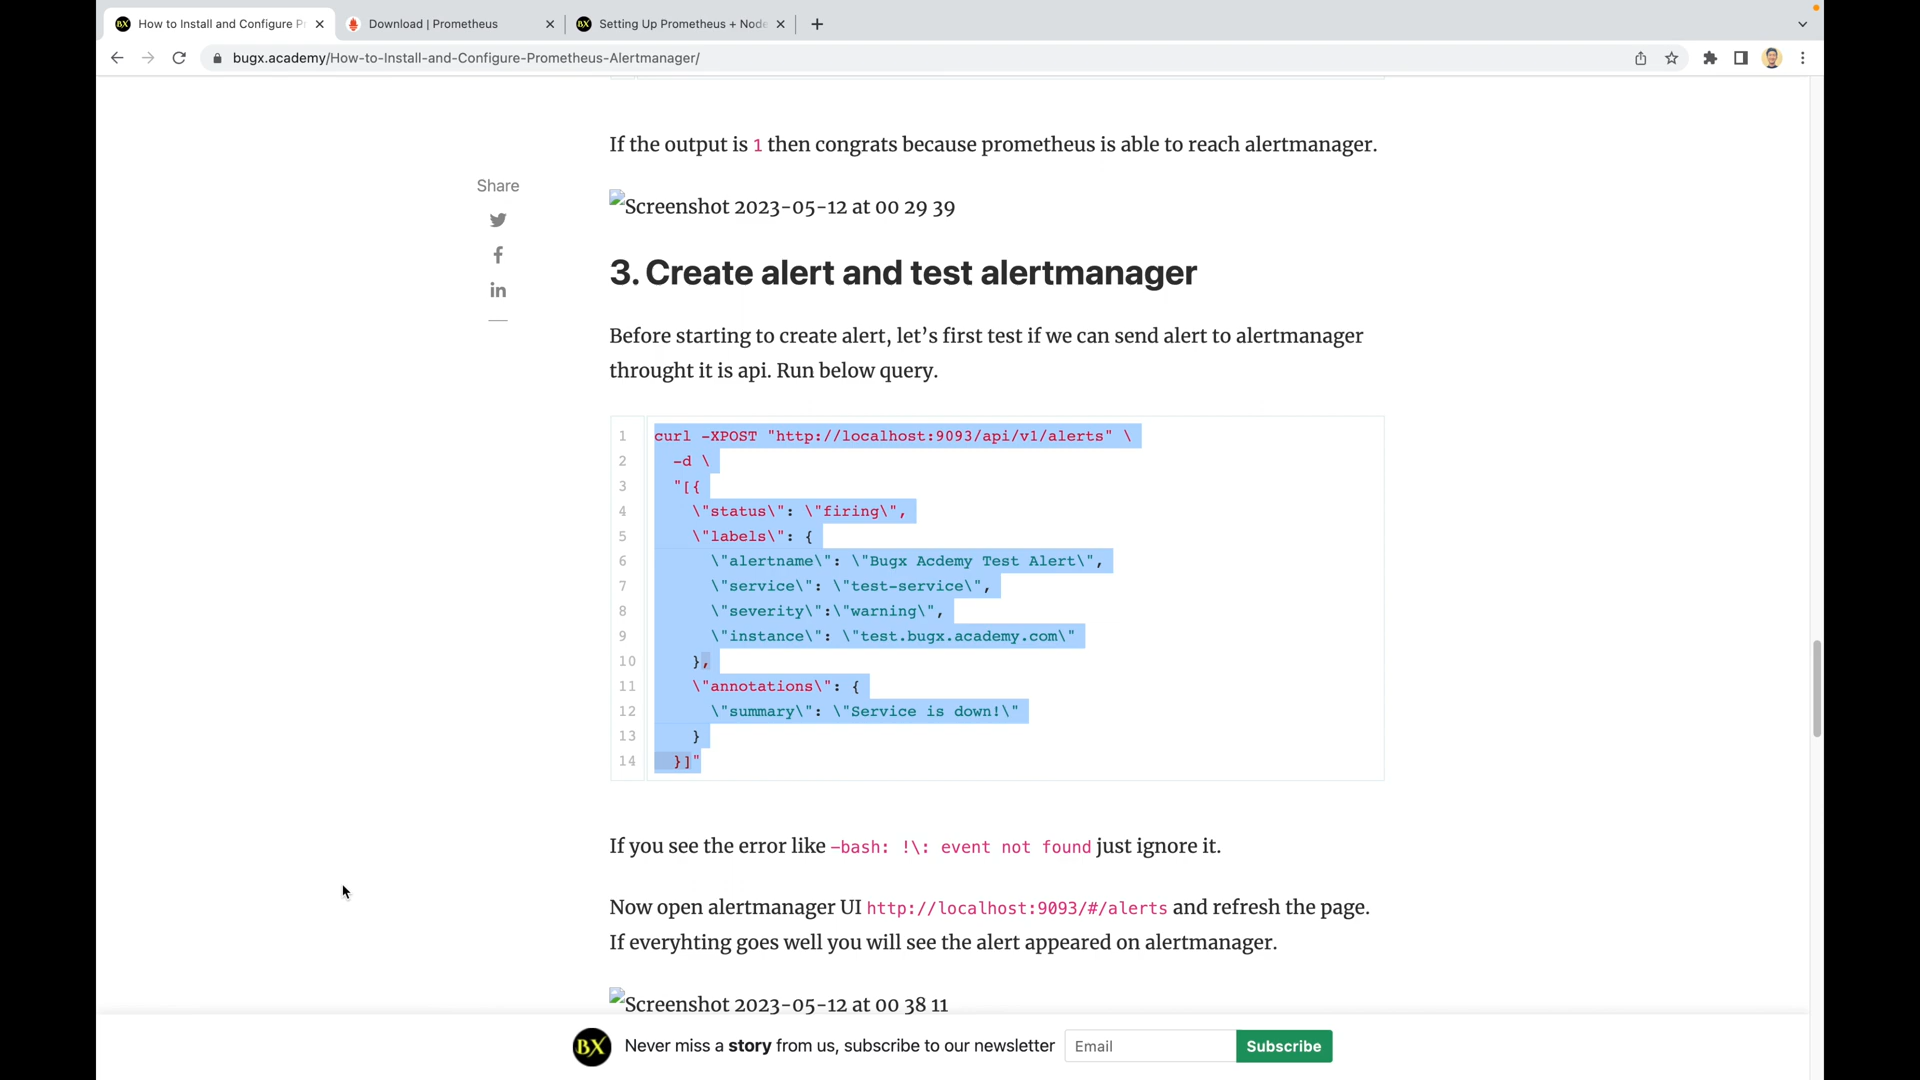 How to Install and Configure Pr
Download | Prometheus
Setting Up Prometheus + Node
bugx.academy/How-to-Install-and-Configure-Prometheus-Alertmanager/
If the output is 1 then congrats because prometheus is able to reach alertmanager.
Share
Screenshot 2023-05-12 at 00 29 39
3. Create alert and test alertmanager
Before starting to create alert, let’s first test if we can send alert to alertmanager
throught it is api. Run below query.
1 curl -XPOST "http://localhost:9093/api/v1/alerts" \
2 -d \
3 "[{
4 \"status\": \"firing\",
5 \"labels\": {
6 \"alertname\": \"Bugx Acdemy Test Alert\",
7 \"service\": \"test-service\",
8 \"severity\":\"warning\",
9 \"instance\": \"test.bugx.academy.com\"
10 },
11 \"annotations\": {
12 \"summary\": \"Service is down!\"
13 }
14 }]"
If you see the error like -bash: !\: event not found just ignore it.
Now open alertmanager UI http://localhost:9093/#/alerts and refresh the page.
If everyhting goes well you will see the alert appeared on alertmanager.
Screenshot 2023-05-12 at 00 38 11
BX Never miss a story from us, subscribe to our newsletter Email Subscribe